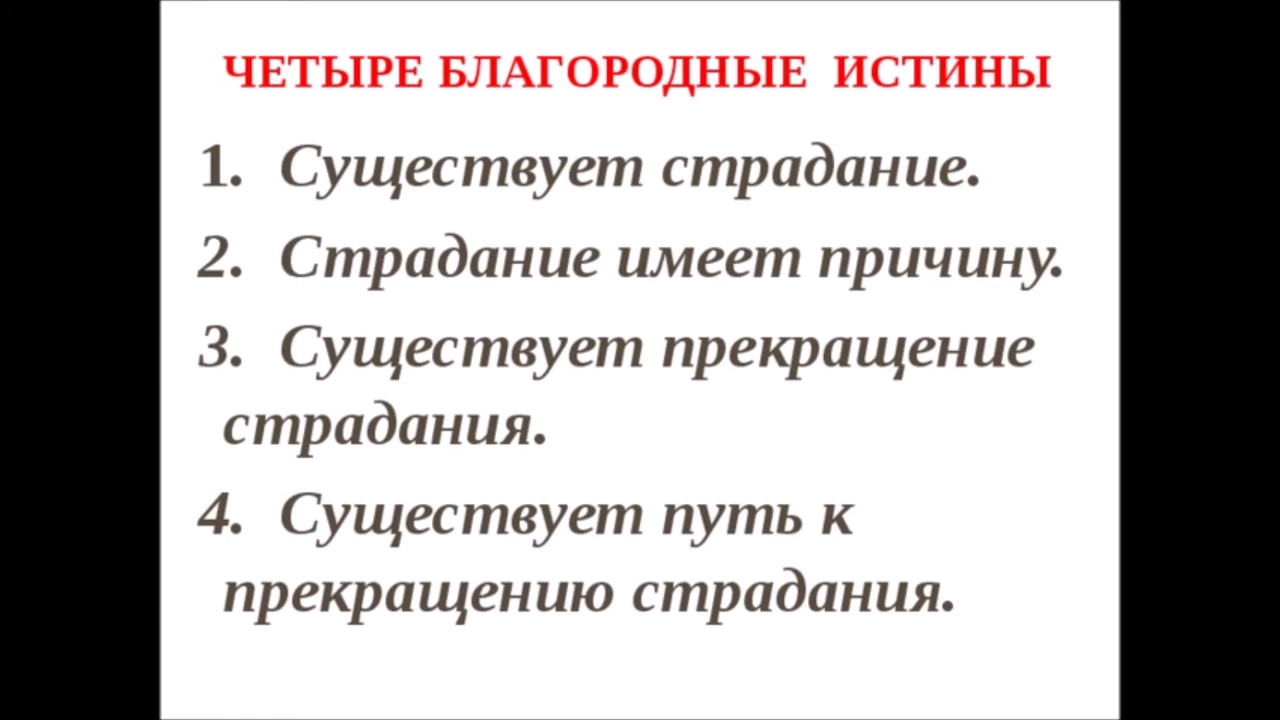 ЧЕТЫРЕ БЛАГОРОДНЫЕ ИСТИНЫ
1. Существует страдание.
2. Страдание имеет причину.
3. Существует прекращение
страдания.
4. Существует путь к
прекращению страдания.